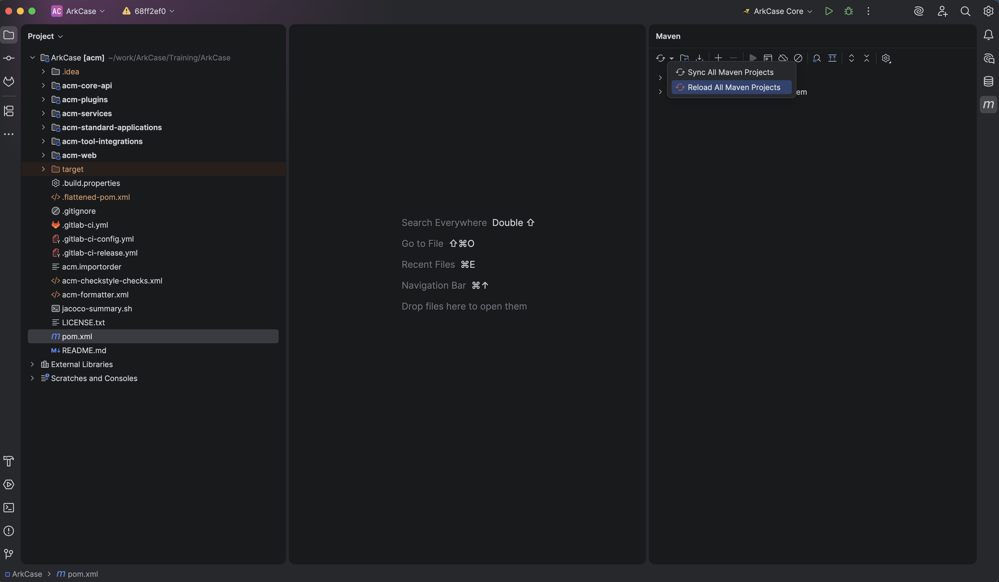 AC ArkCase 68ff2ef0 ArkCase Core
Project
ArkCase [acm] ~/work/ArkCase/Training/ArkCase
.idea
acm-core-api
acm-plugins
acm-services
acm-standard-applications
acm-tool-integrations
acm-web
target
.build.properties
.flattened-pom.xml
.gitignore
.gitlab-ci.yml
.gitlab-ci-config.yml
.gitlab-ci-release.yml
acm.importorder
acm-checkstyle-checks.xml
acm-formatter.xml
jacoco-summary.sh
LICENSE.txt
m pom.xml
M↓ README.md
External Libraries
Scratches and Consoles
Search Everywhere Double ⇧
Go to File ⇧⌘O
Recent Files ⌘E
Navigation Bar ⌘↑
Drop files here to open them
Maven
Sync All Maven Projects
Reload All Maven Projects
em
m
ArkCase > m pom.xml